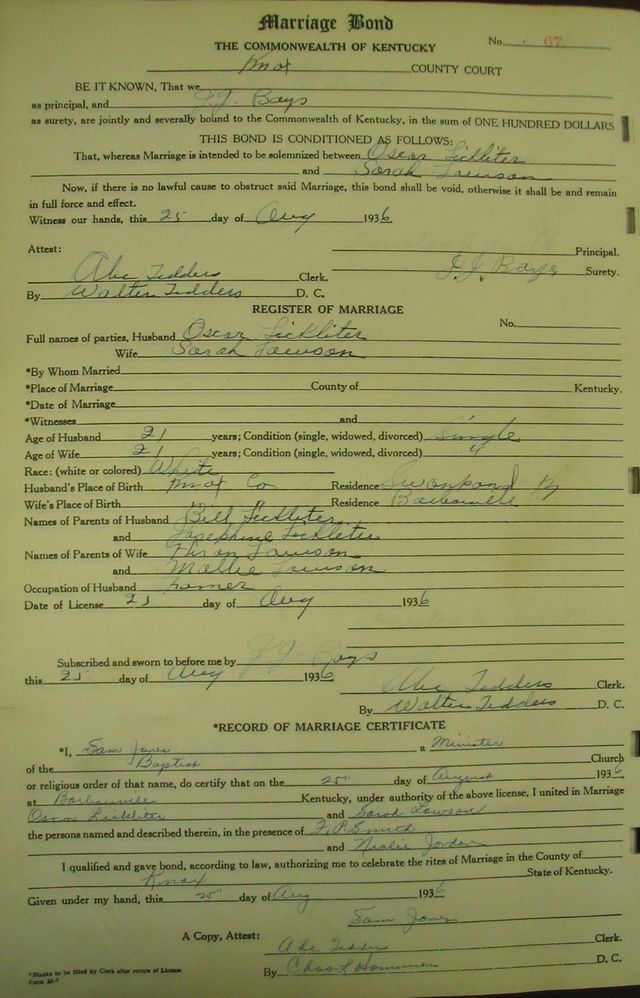 Marriage Bond
No. 67
THE COMMONWEALTH OF KENTUCKY
Knox COUNTY COURT
BE IT KNOWN, That we
as principal, and J.J. Bays
as surety, are jointly and severally bound to the Commonwealth of Kentucky, in the sum of ONE HUNDRED DOLLARS
THIS BOND IS CONDITIONED AS FOLLOWS:
That, whereas Marriage is intended to be solemnized between Oscar Lickliter
and Sarah Lawson
Now, if there is no lawful cause to obstruct said Marriage, this bond shall be void, otherwise it shall be and remain
in full force and effect.
Witness our hands, this 25 day of Aug 1936
Attest: Principal.
Abe Tedders Clerk. J.J. Bays Surety.
By Walter Tedders D. C.
REGISTER OF MARRIAGE
No.
Full names of parties, Husband Oscar Lickliter
Wife Sarah Lawson
*By Whom Married
*Place of Marriage County of Kentucky.
*Date of Marriage
*Witnesses and
Age of Husband 21 years; Condition (single, widowed, divorced) Single
Age of Wife 21 years; Condition (single, widowed, divorced) "
Race: (white or colored) White
Husband's Place of Birth Knox Co Residence Ky
Wife's Place of Birth " Residence Barbourville
Names of Parents of Husband Bill Lickliter
and Josephine Lickliter
Names of Parents of Wife Lawson
and Mollie Lawson
Occupation of Husband Farmer
Date of License 25 day of Aug 1936
Subscribed and sworn to before me by J.J. Bays
this 25 day of Aug 1936
Abe Tedders Clerk.
By Walter Tedders D. C.
*RECORD OF MARRIAGE CERTIFICATE
*I, Sam Jones a Minister
of the Baptist Church
or religious order of that name, do certify that on the 25" day of August 1936,
at Barbourville Kentucky, under authority of the above license, I united in Marriage
Oscar Lickliter and Sarah Lawson
the persons named and described therein, in the presence of F.P. Smith
and Jordan
I qualified and gave bond, according to law, authorizing me to celebrate the rites of Marriage in the County of
Knox State of Kentucky.
Given under my hand, this 25" day of Aug 1936
Sam Jones
A Copy, Attest: Abe Tedders Clerk.
By Chas L Hammons D. C.
*Blanks to be filled by Clerk after return of License
Form M-7